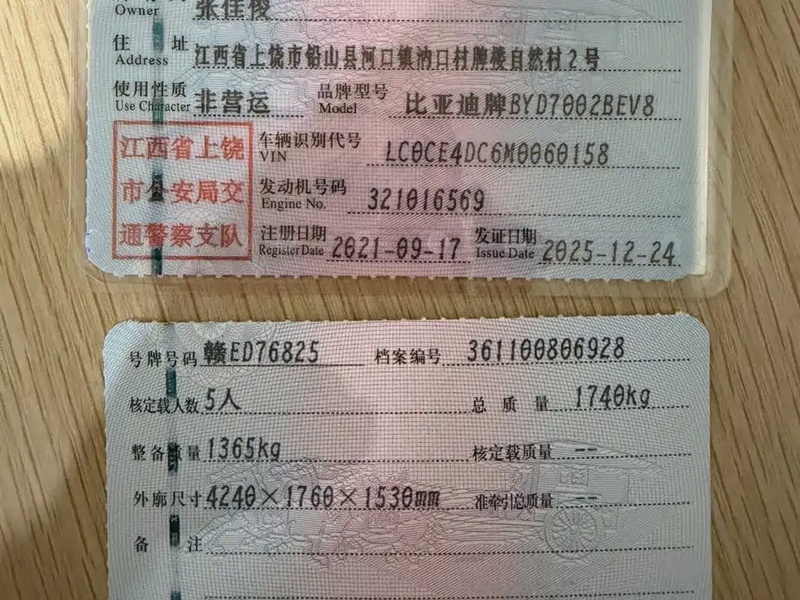 Owner 张佳俊
住 址 江西省上饶市铅山县河口镇汭口村牌楼自然村2号
Address
使用性质 非营运 品牌型号 比亚迪牌BYD7002BEV8
Use Character Model
江西省上饶 车辆识别代号 LC0CE4DC6M0060158
VIN
市公安局交 发动机号码 321016569
Engine No.
通警察支队 注册日期 2021-09-17 发证日期 2025-12-24
Register Date Issue Date
号牌号码 赣ED76825 档案编号 361100806928
核定载人数 5人 总 质 量 1740kg
整备质量 1365kg 核定载质量 --
外廓尺寸 4240×1760×1530mm 准牵引总质量 --
备 注